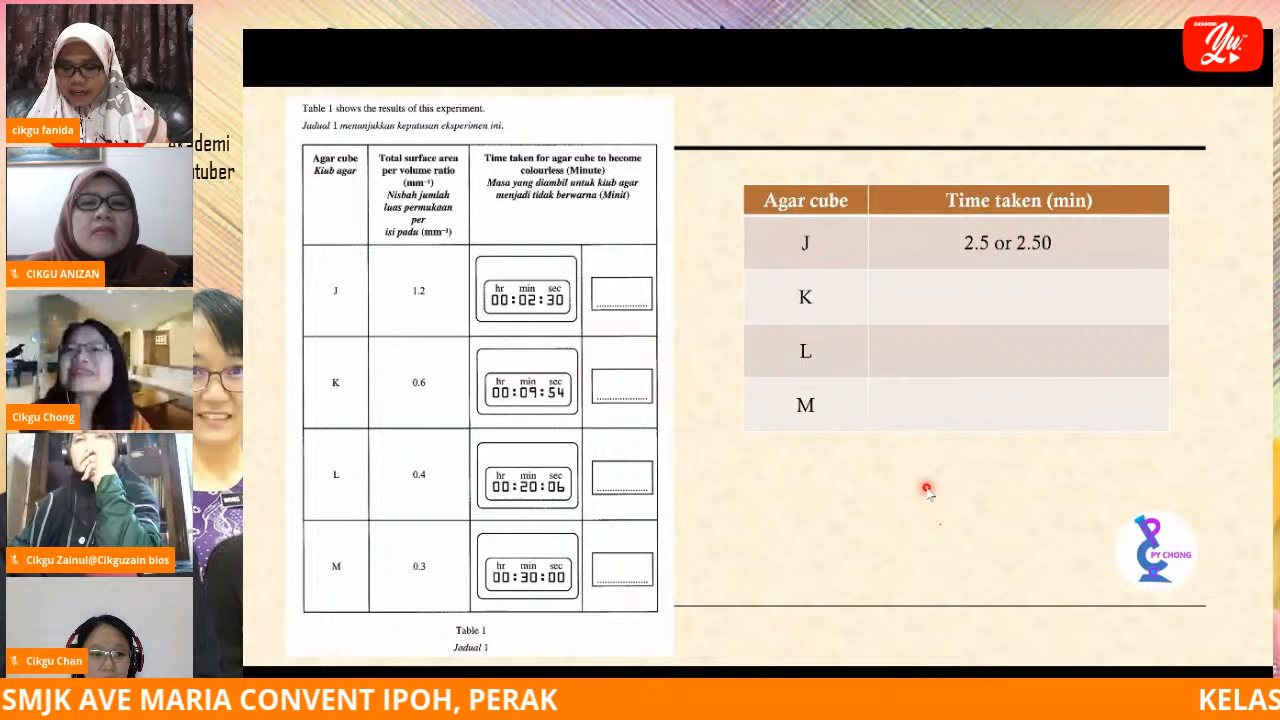 AKADEMI
Yu.
cikgu fanida
CIKGU ANIZAN
Cikgu Chong
Cikgu Zainul@Cikguzain bios
Cikgu Chan
Table 1 shows the results of this experiment.
Jadual 1 menunjukkan keputusan eksperimen ini.
Agar cube
Kiub agar
Total surface area
per volume ratio
(mm⁻¹)
Nisbah jumlah
luas permukaan
per
isi padu (mm⁻¹)
Time taken for agar cube to become
colourless (Minute)
Masa yang diambil untuk kiub agar
menjadi tidak berwarna (Minit)
J
1.2
hr min sec
00:02:30
K
0.6
hr min sec
00:09:54
L
0.4
hr min sec
00:20:06
M
0.3
hr min sec
00:30:00
Table 1
Jadual 1
Agar cube Time taken (min)
J 2.5 or 2.50
K
L
M
PY CHONG
SMJK AVE MARIA CONVENT IPOH, PERAK
KELAS